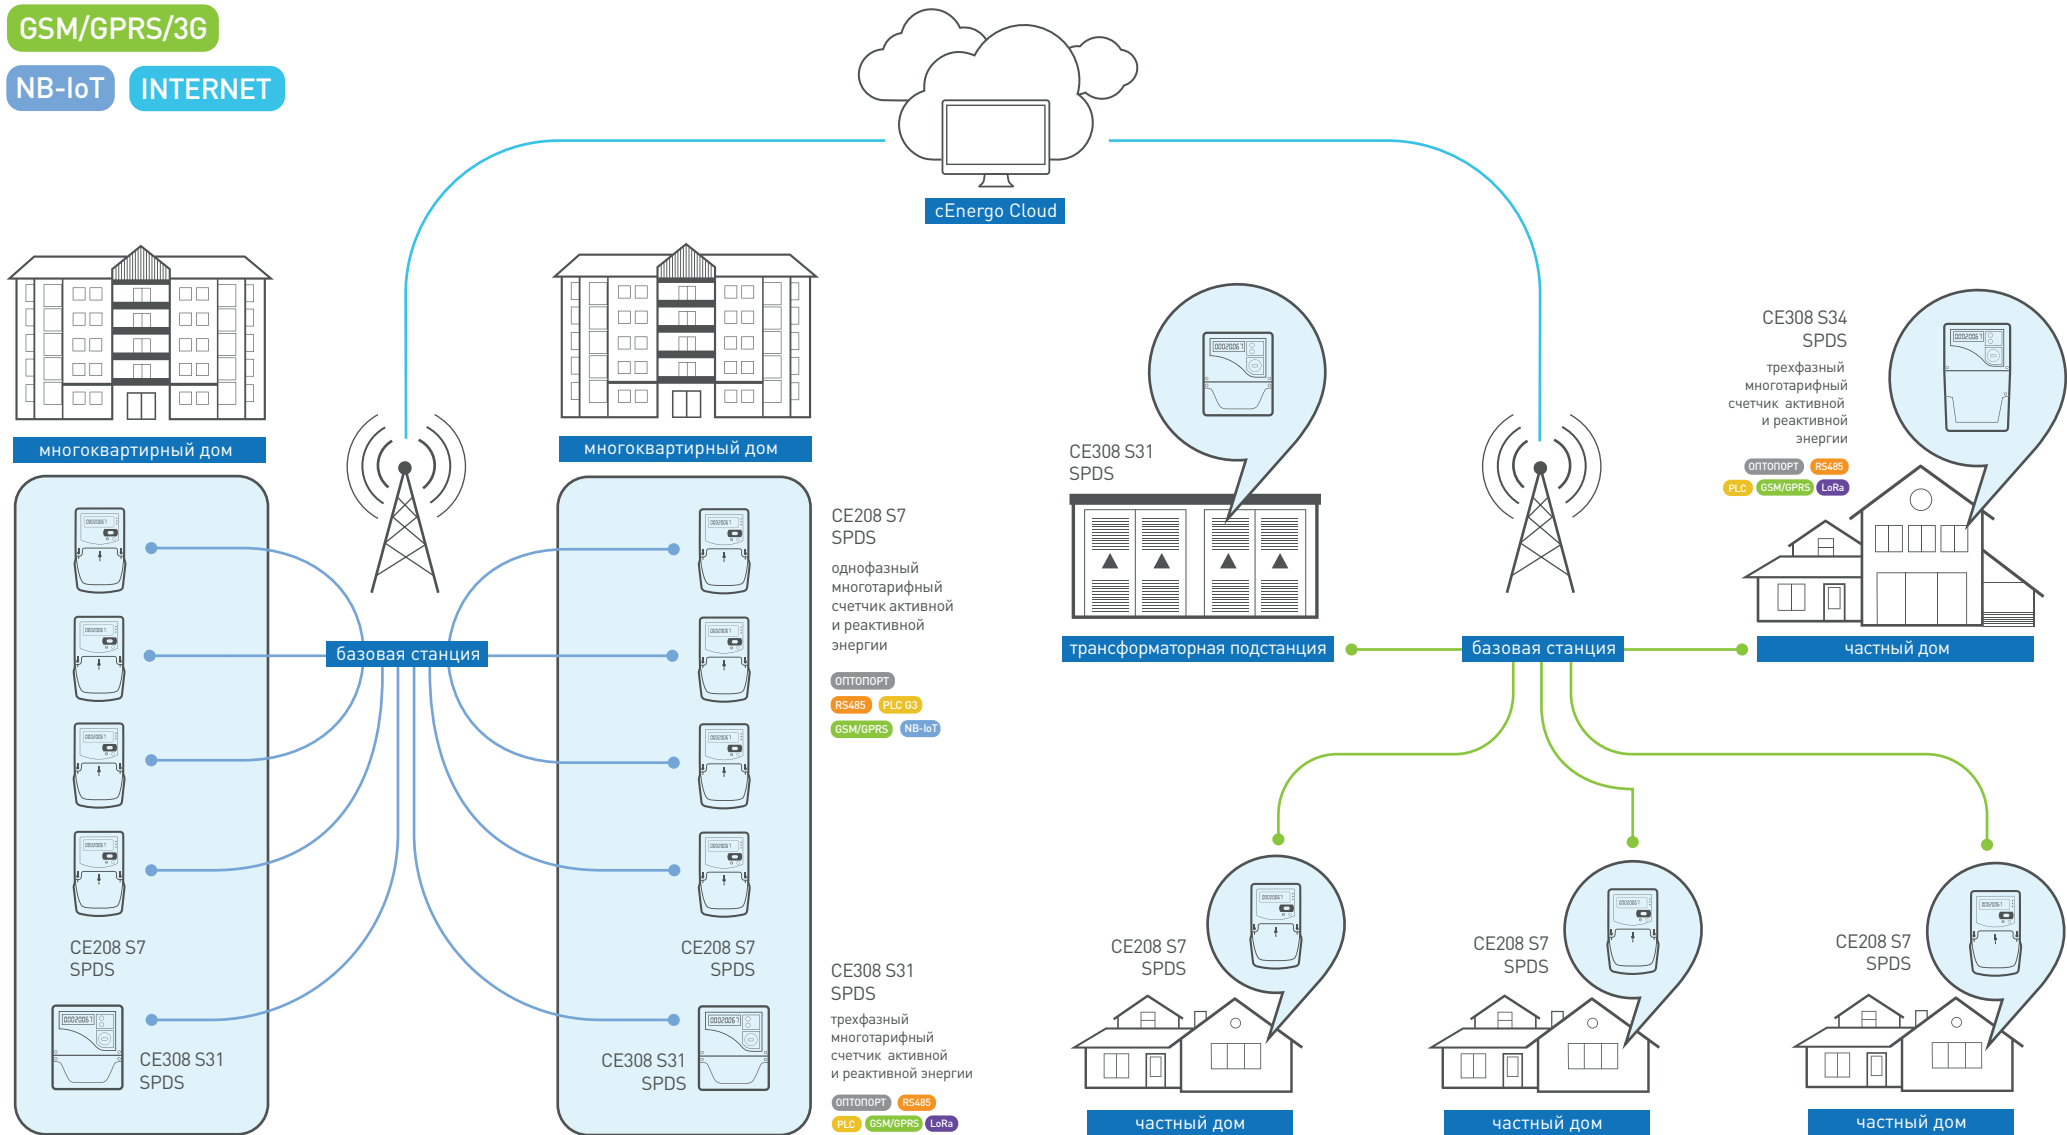 GSM/GPRS/3G
NB-IoT
INTERNET
cEnergo Cloud
многоквартирный дом
многоквартирный дом
CE208 S7
SPDS
CE308 S31
SPDS
базовая станция
CE208 S7
SPDS
CE308 S31
SPDS
CE208 S7
SPDS
однофазный
многотарифный
счетчик активной
и реактивной
энергии
ОПТОПОРТ
RS485
PLC G3
GSM/GPRS
NB-IoT
CE308 S31
SPDS
трехфазный
многотарифный
счетчик активной
и реактивной энергии
ОПТОПОРТ
RS485
PLC
GSM/GPRS
LoRa
CE308 S31
SPDS
трансформаторная подстанция
базовая станция
CE308 S34
SPDS
трехфазный
многотарифный
счетчик активной
и реактивной
энергии
ОПТОПОРТ
RS485
PLC
GSM/GPRS
LoRa
частный дом
CE208 S7
SPDS
частный дом
CE208 S7
SPDS
частный дом
CE208 S7
SPDS
частный дом